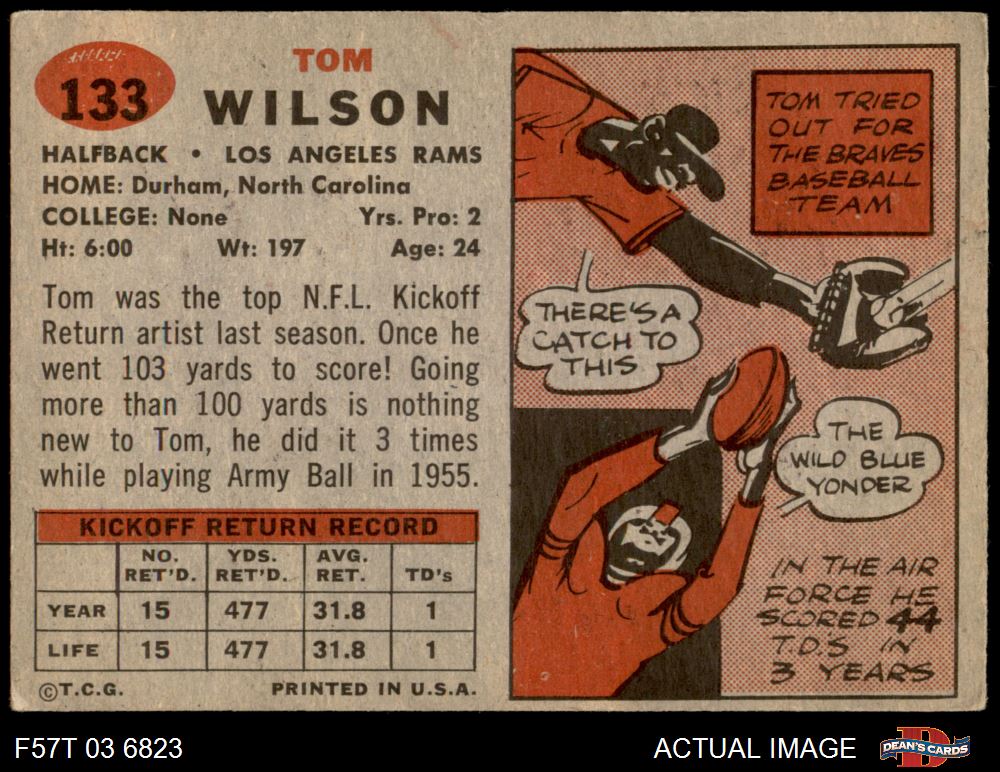 133
TOM
WILSON
HALFBACK • LOS ANGELES RAMS
HOME: Durham, North Carolina
COLLEGE: None Yrs. Pro: 2
Ht: 6:00 Wt: 197 Age: 24
Tom was the top N.F.L. Kickoff
Return artist last season. Once he
went 103 yards to score! Going
more than 100 yards is nothing
new to Tom, he did it 3 times
while playing Army Ball in 1955.
KICKOFF RETURN RECORD
NO. YDS. AVG.
RET'D. RET'D. RET. TD's
YEAR 15 477 31.8 1
LIFE 15 477 31.8 1
©T.C.G. PRINTED IN U.S.A.
TOM TRIED
OUT FOR
THE BRAVES
BASEBALL
TEAM
THERE'S A
CATCH TO
THIS
THE
WILD BLUE
YONDER
IN THE AIR
FORCE HE
SCORED 44
T.D.S IN
3 YEARS
F57T 03 6823
ACTUAL IMAGE
D
DEAN'S CARDS